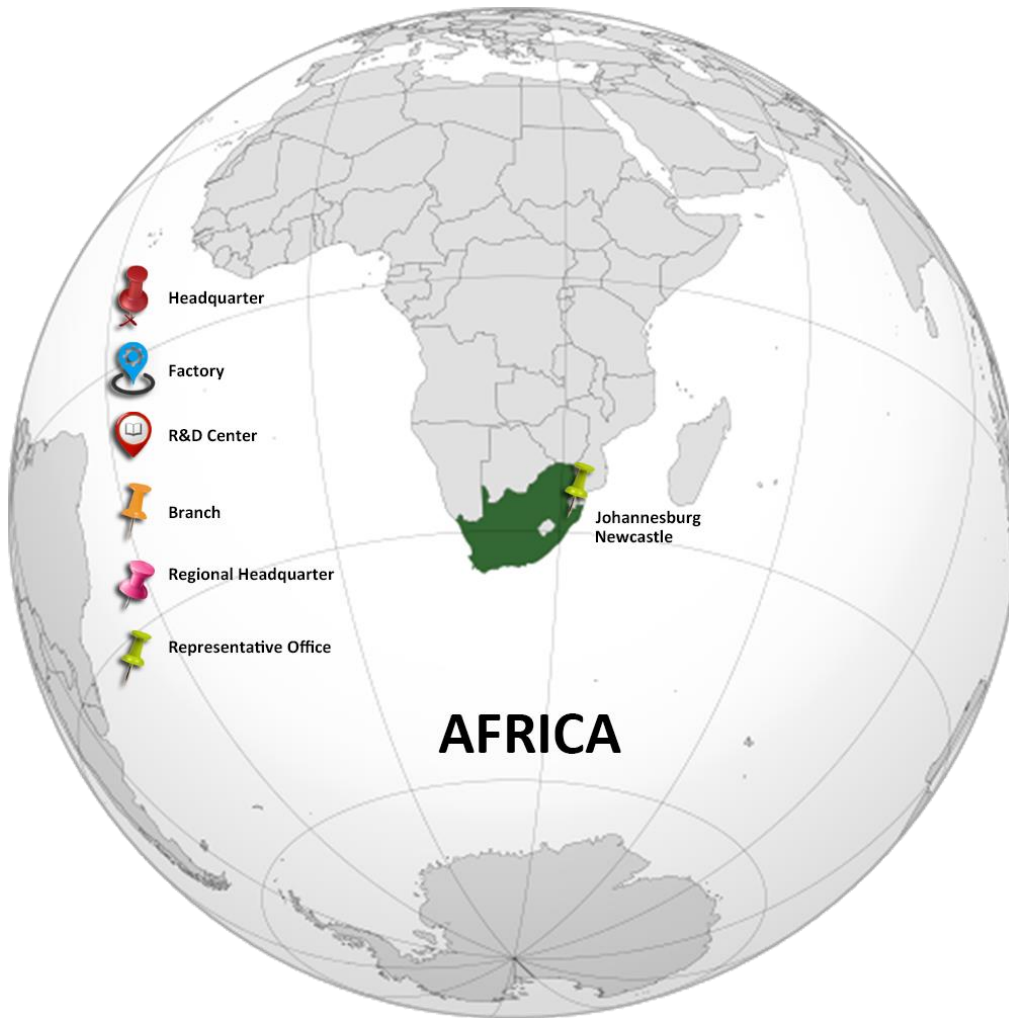 Headquarter
Factory
R&D Center
Branch
Johannesburg
Newcastle
Regional Headquarter
Representative Office
AFRICA